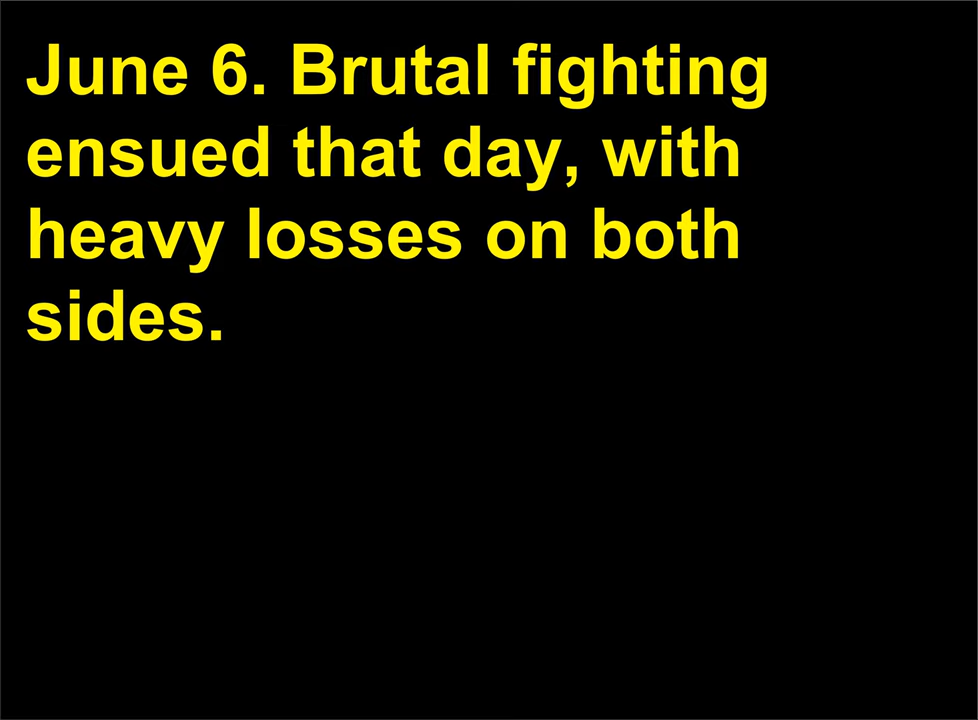 June 6. Brutal fighting
ensued that day, with
heavy losses on both
sides.